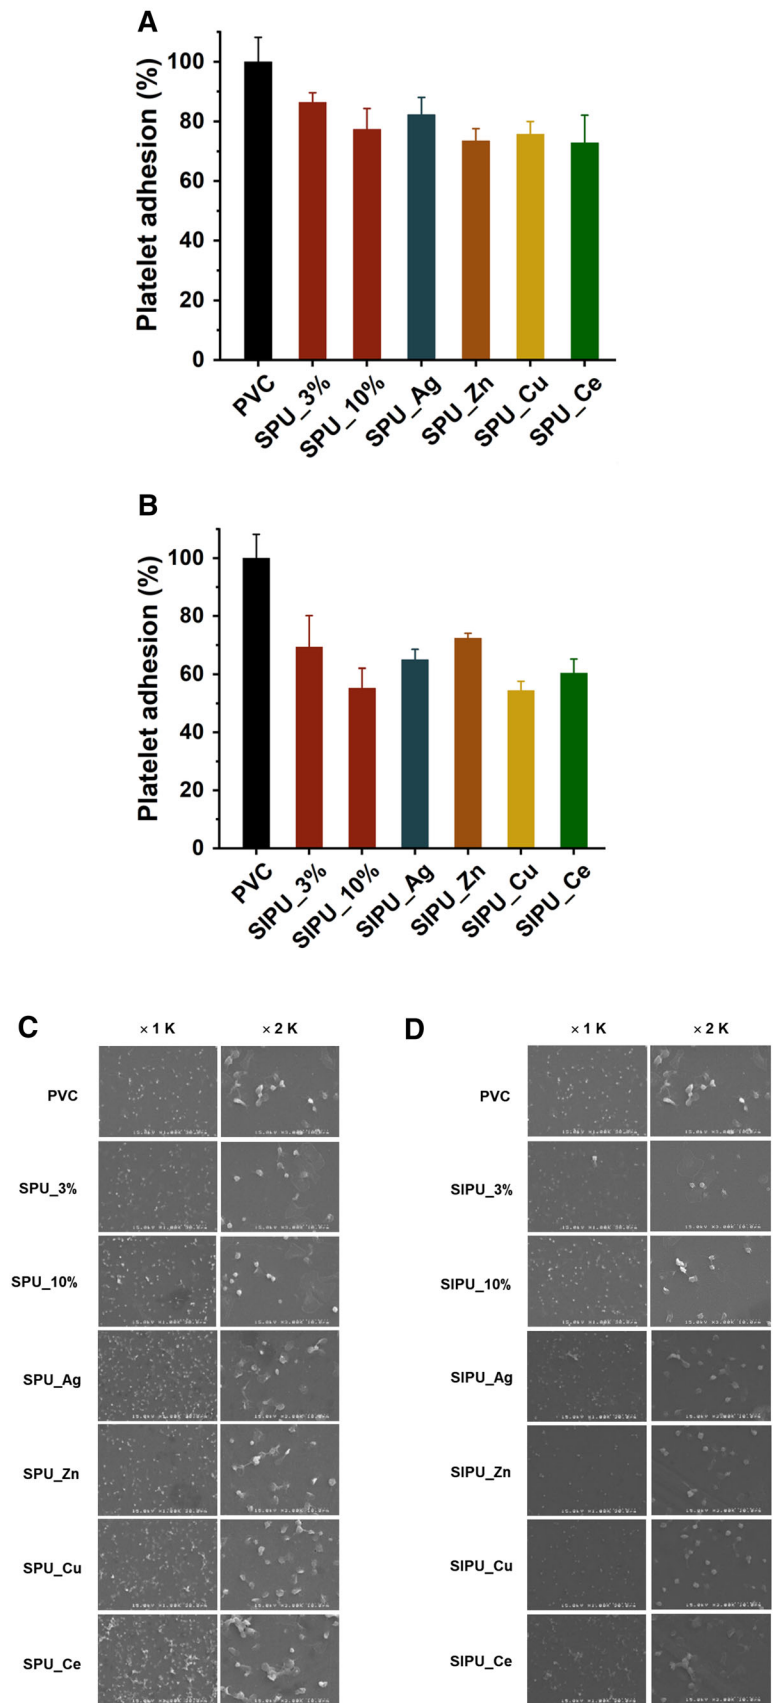 A
Platelet adhesion (%)
100
80
60
40
20
0
PVC
SPU_3%
SPU_10%
SPU_Ag
SPU_Zn
SPU_Cu
SPU_Ce
B
Platelet adhesion (%)
100
80
60
40
20
0
PVC
SIPU_3%
SIPU_10%
SIPU_Ag
SIPU_Zn
SIPU_Cu
SIPU_Ce
C
× 1 K × 2 K
PVC
SPU_3%
SPU_10%
SPU_Ag
SPU_Zn
SPU_Cu
SPU_Ce
D
× 1 K × 2 K
PVC
SIPU_3%
SIPU_10%
SIPU_Ag
SIPU_Zn
SIPU_Cu
SIPU_Ce